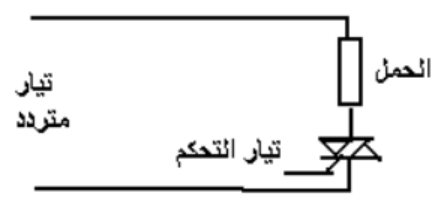 الحمل
تيار
متردد
تيار التحكم